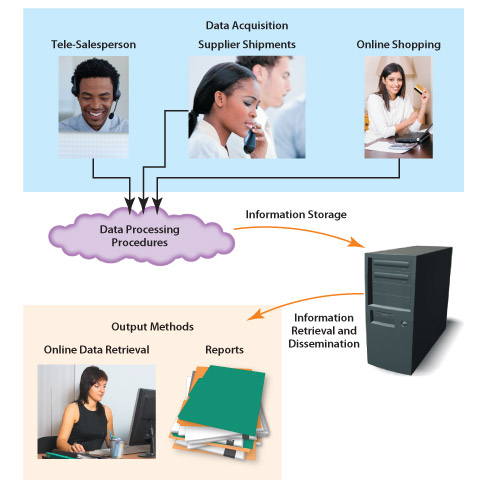 Data Acquisition
Tele-Salesperson
Supplier Shipments
Online Shopping
Data Processing
Procedures
Information Storage
Information
Retrieval and
Dissemination
Output Methods
Online Data Retrieval
Reports